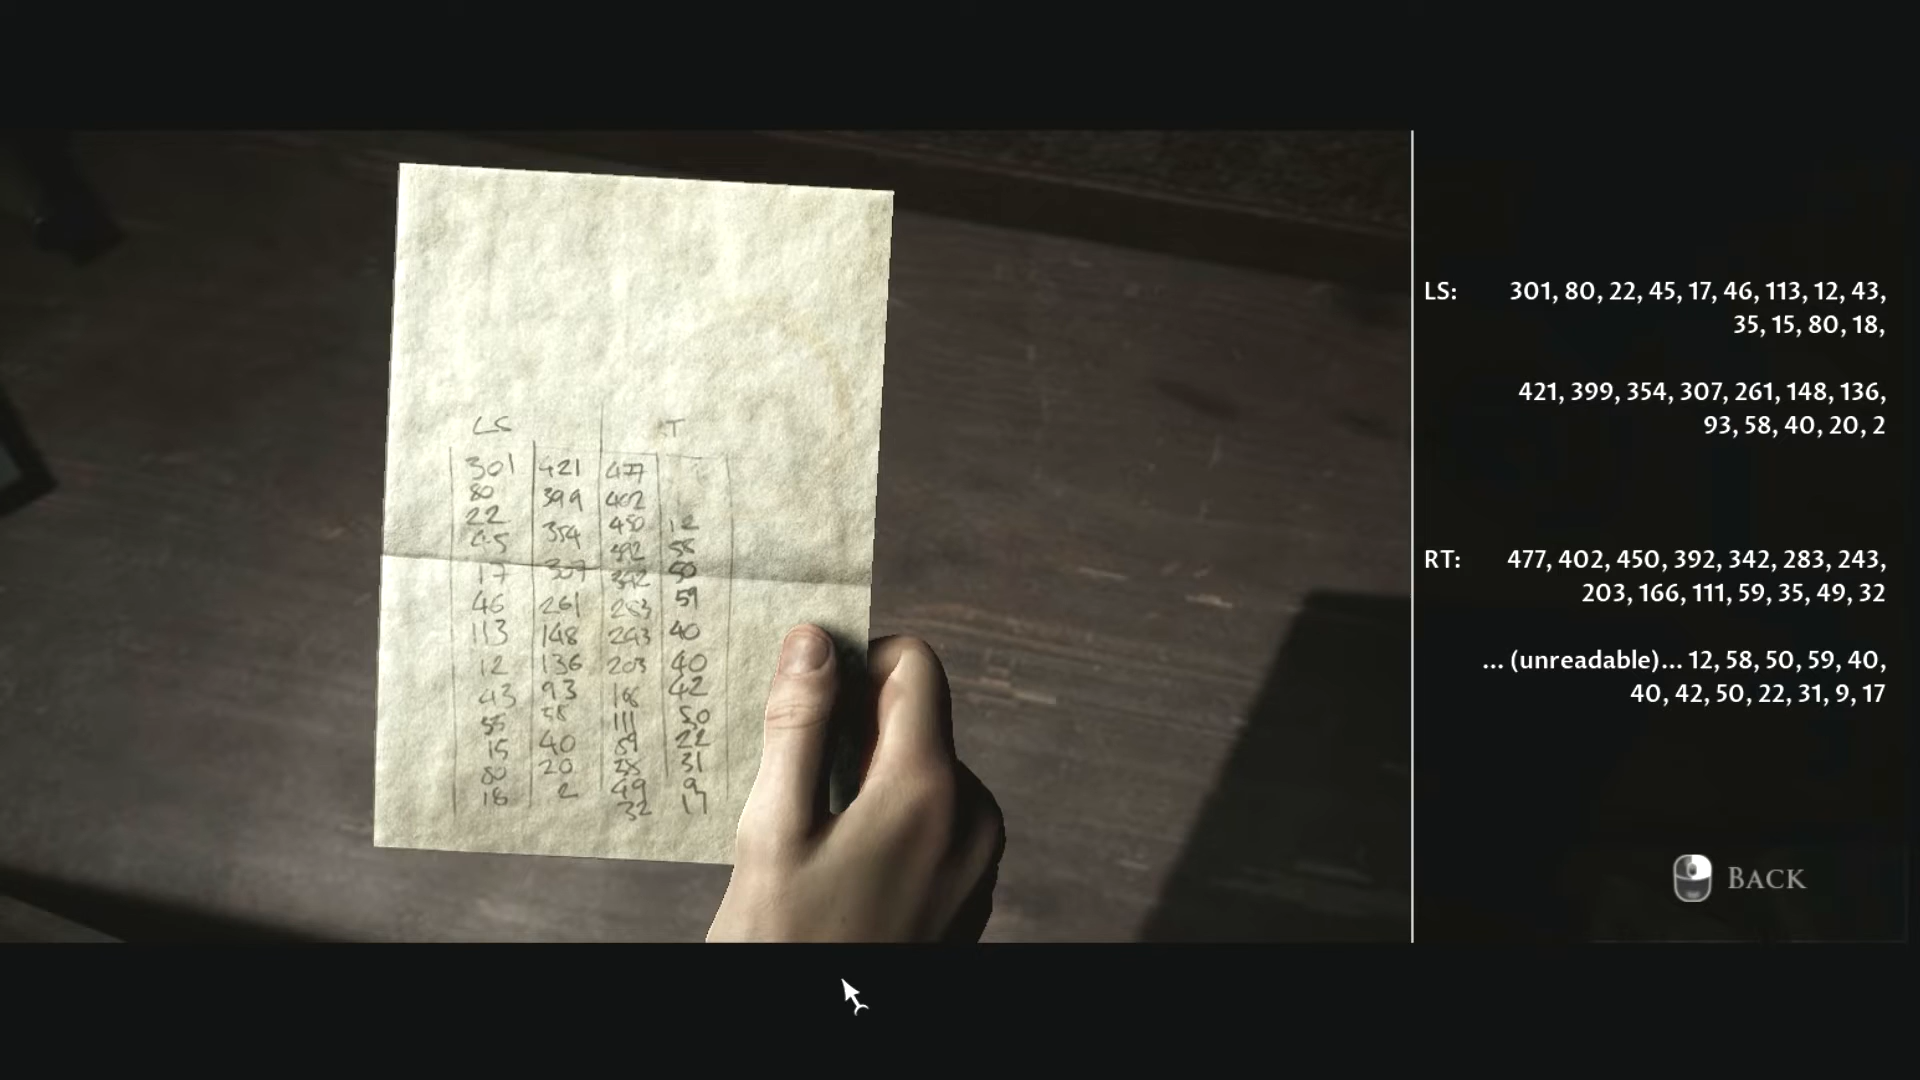 LS T
301 421 477
80 399 402
22 354 450 12
45 392 58
17 307 342 50
46 261 283 59
113 148 243 40
12 136 203 40
43 93 42
58 111 50
15 40 59 22
80 20 31
18 2 49 9
32 17
LS: 301, 80, 22, 45, 17, 46, 113, 12, 43,
35, 15, 80, 18,
421, 399, 354, 307, 261, 148, 136,
93, 58, 40, 20, 2
RT: 477, 402, 450, 392, 342, 283, 243,
203, 166, 111, 59, 35, 49, 32
... (unreadable)... 12, 58, 50, 59, 40,
40, 42, 50, 22, 31, 9, 17
BACK